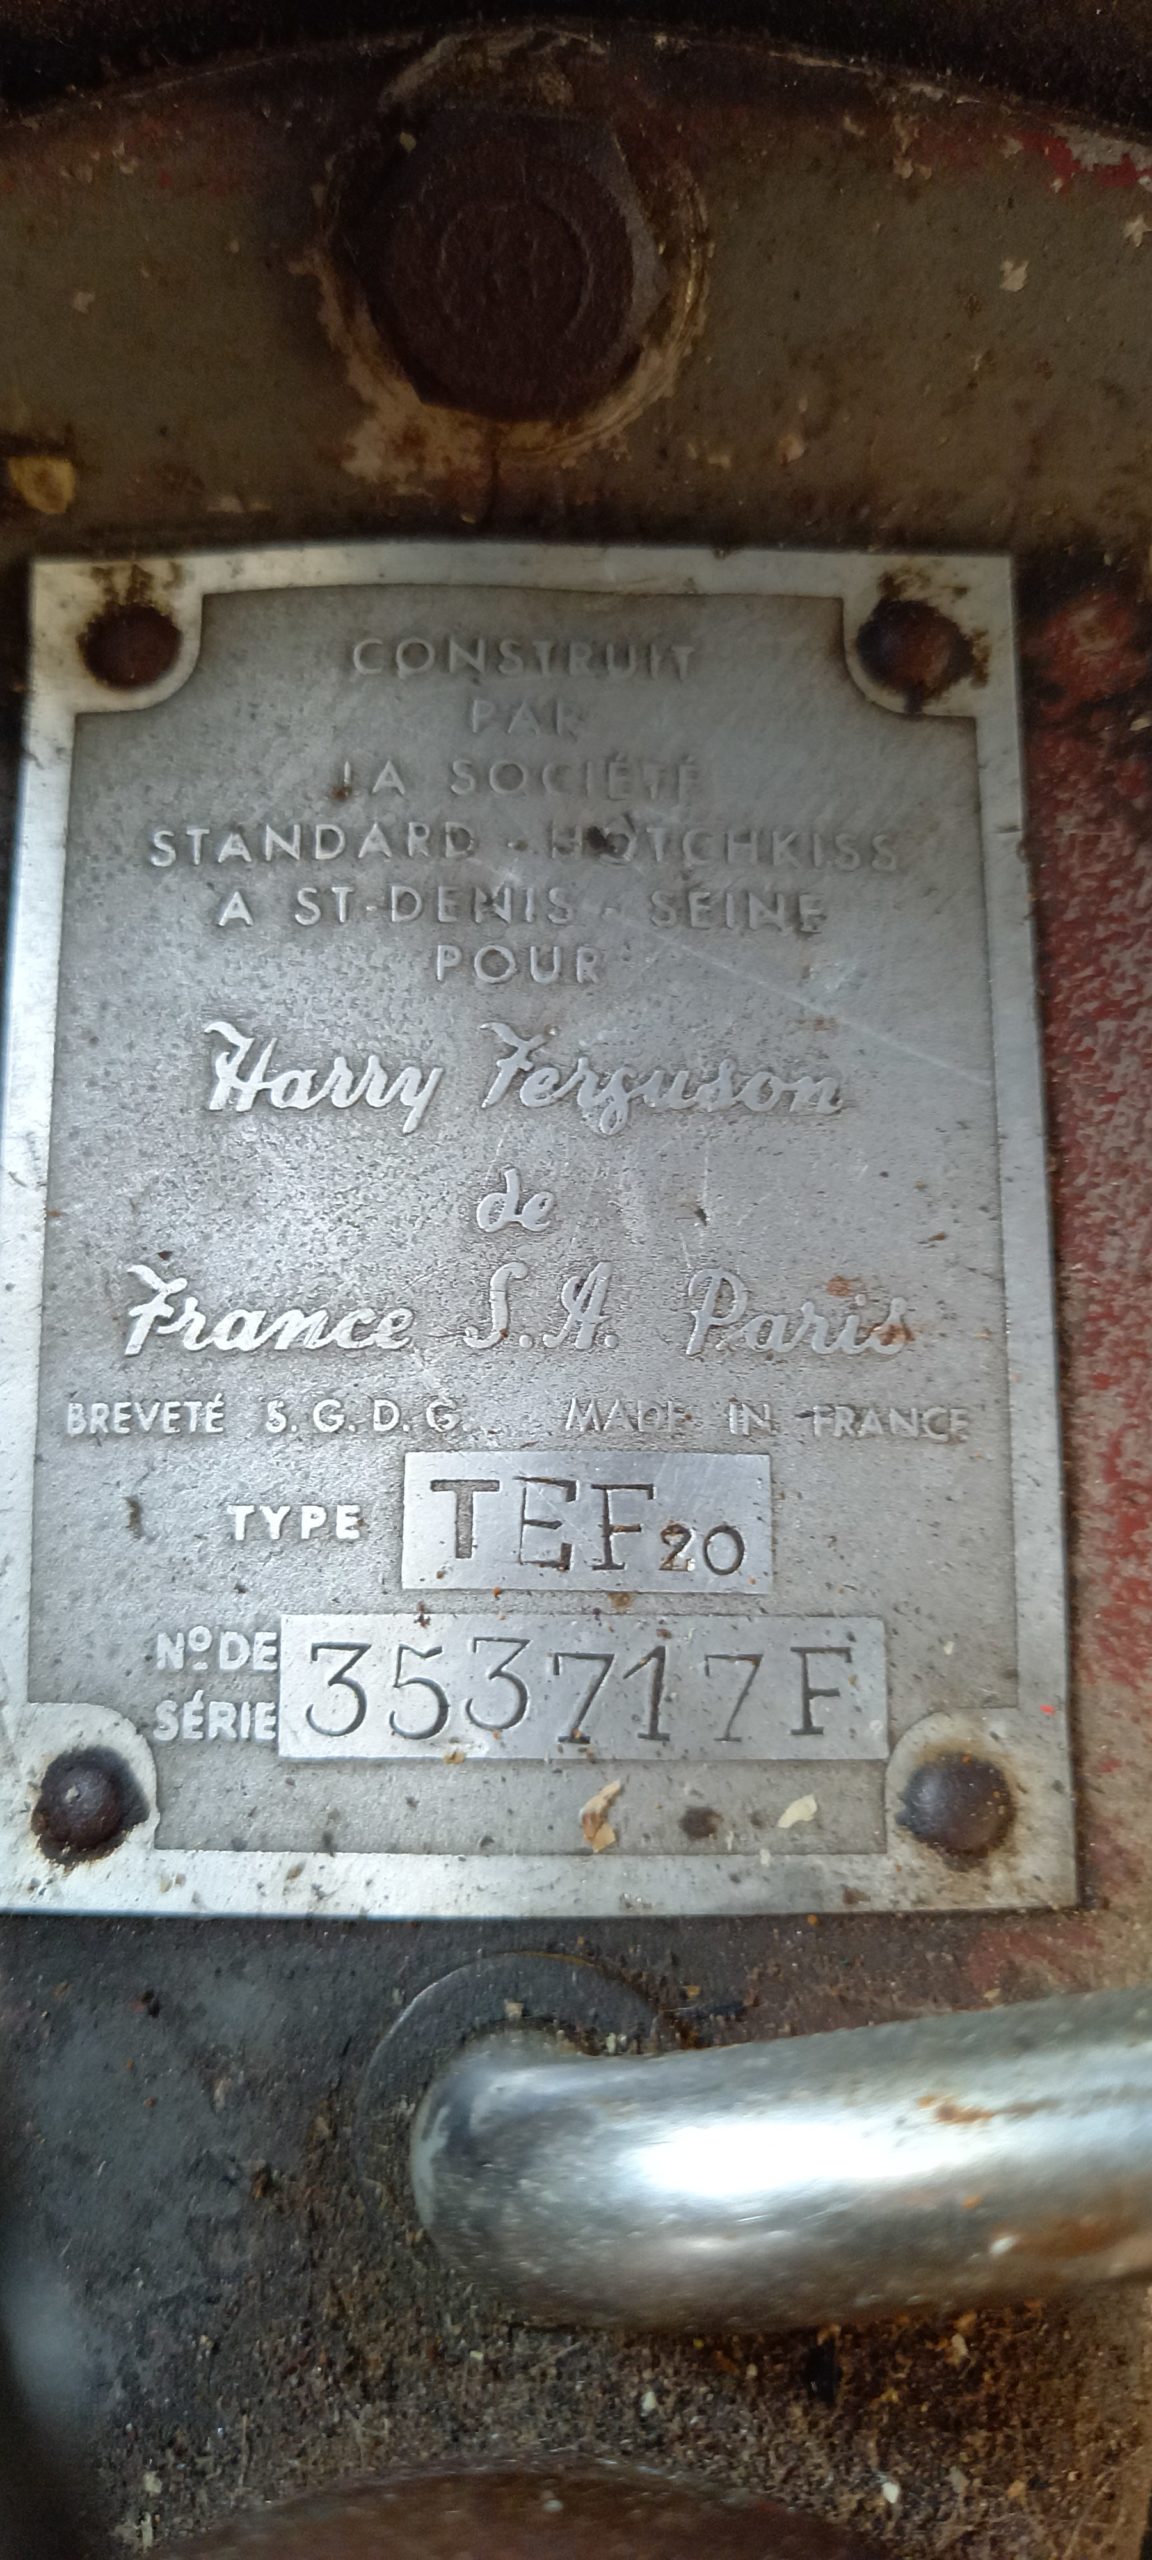 CONSTRUIT
PAR
LA SOCIÉTÉ
STANDARD - HOTCHKISS
A ST-DENIS - SEINE
POUR
Harry Ferguson
de
France S.A. Paris
BREVETÉ S.G.D.G. MADE IN FRANCE
TYPE TEF20
Nº DE SÉRIE 353717F